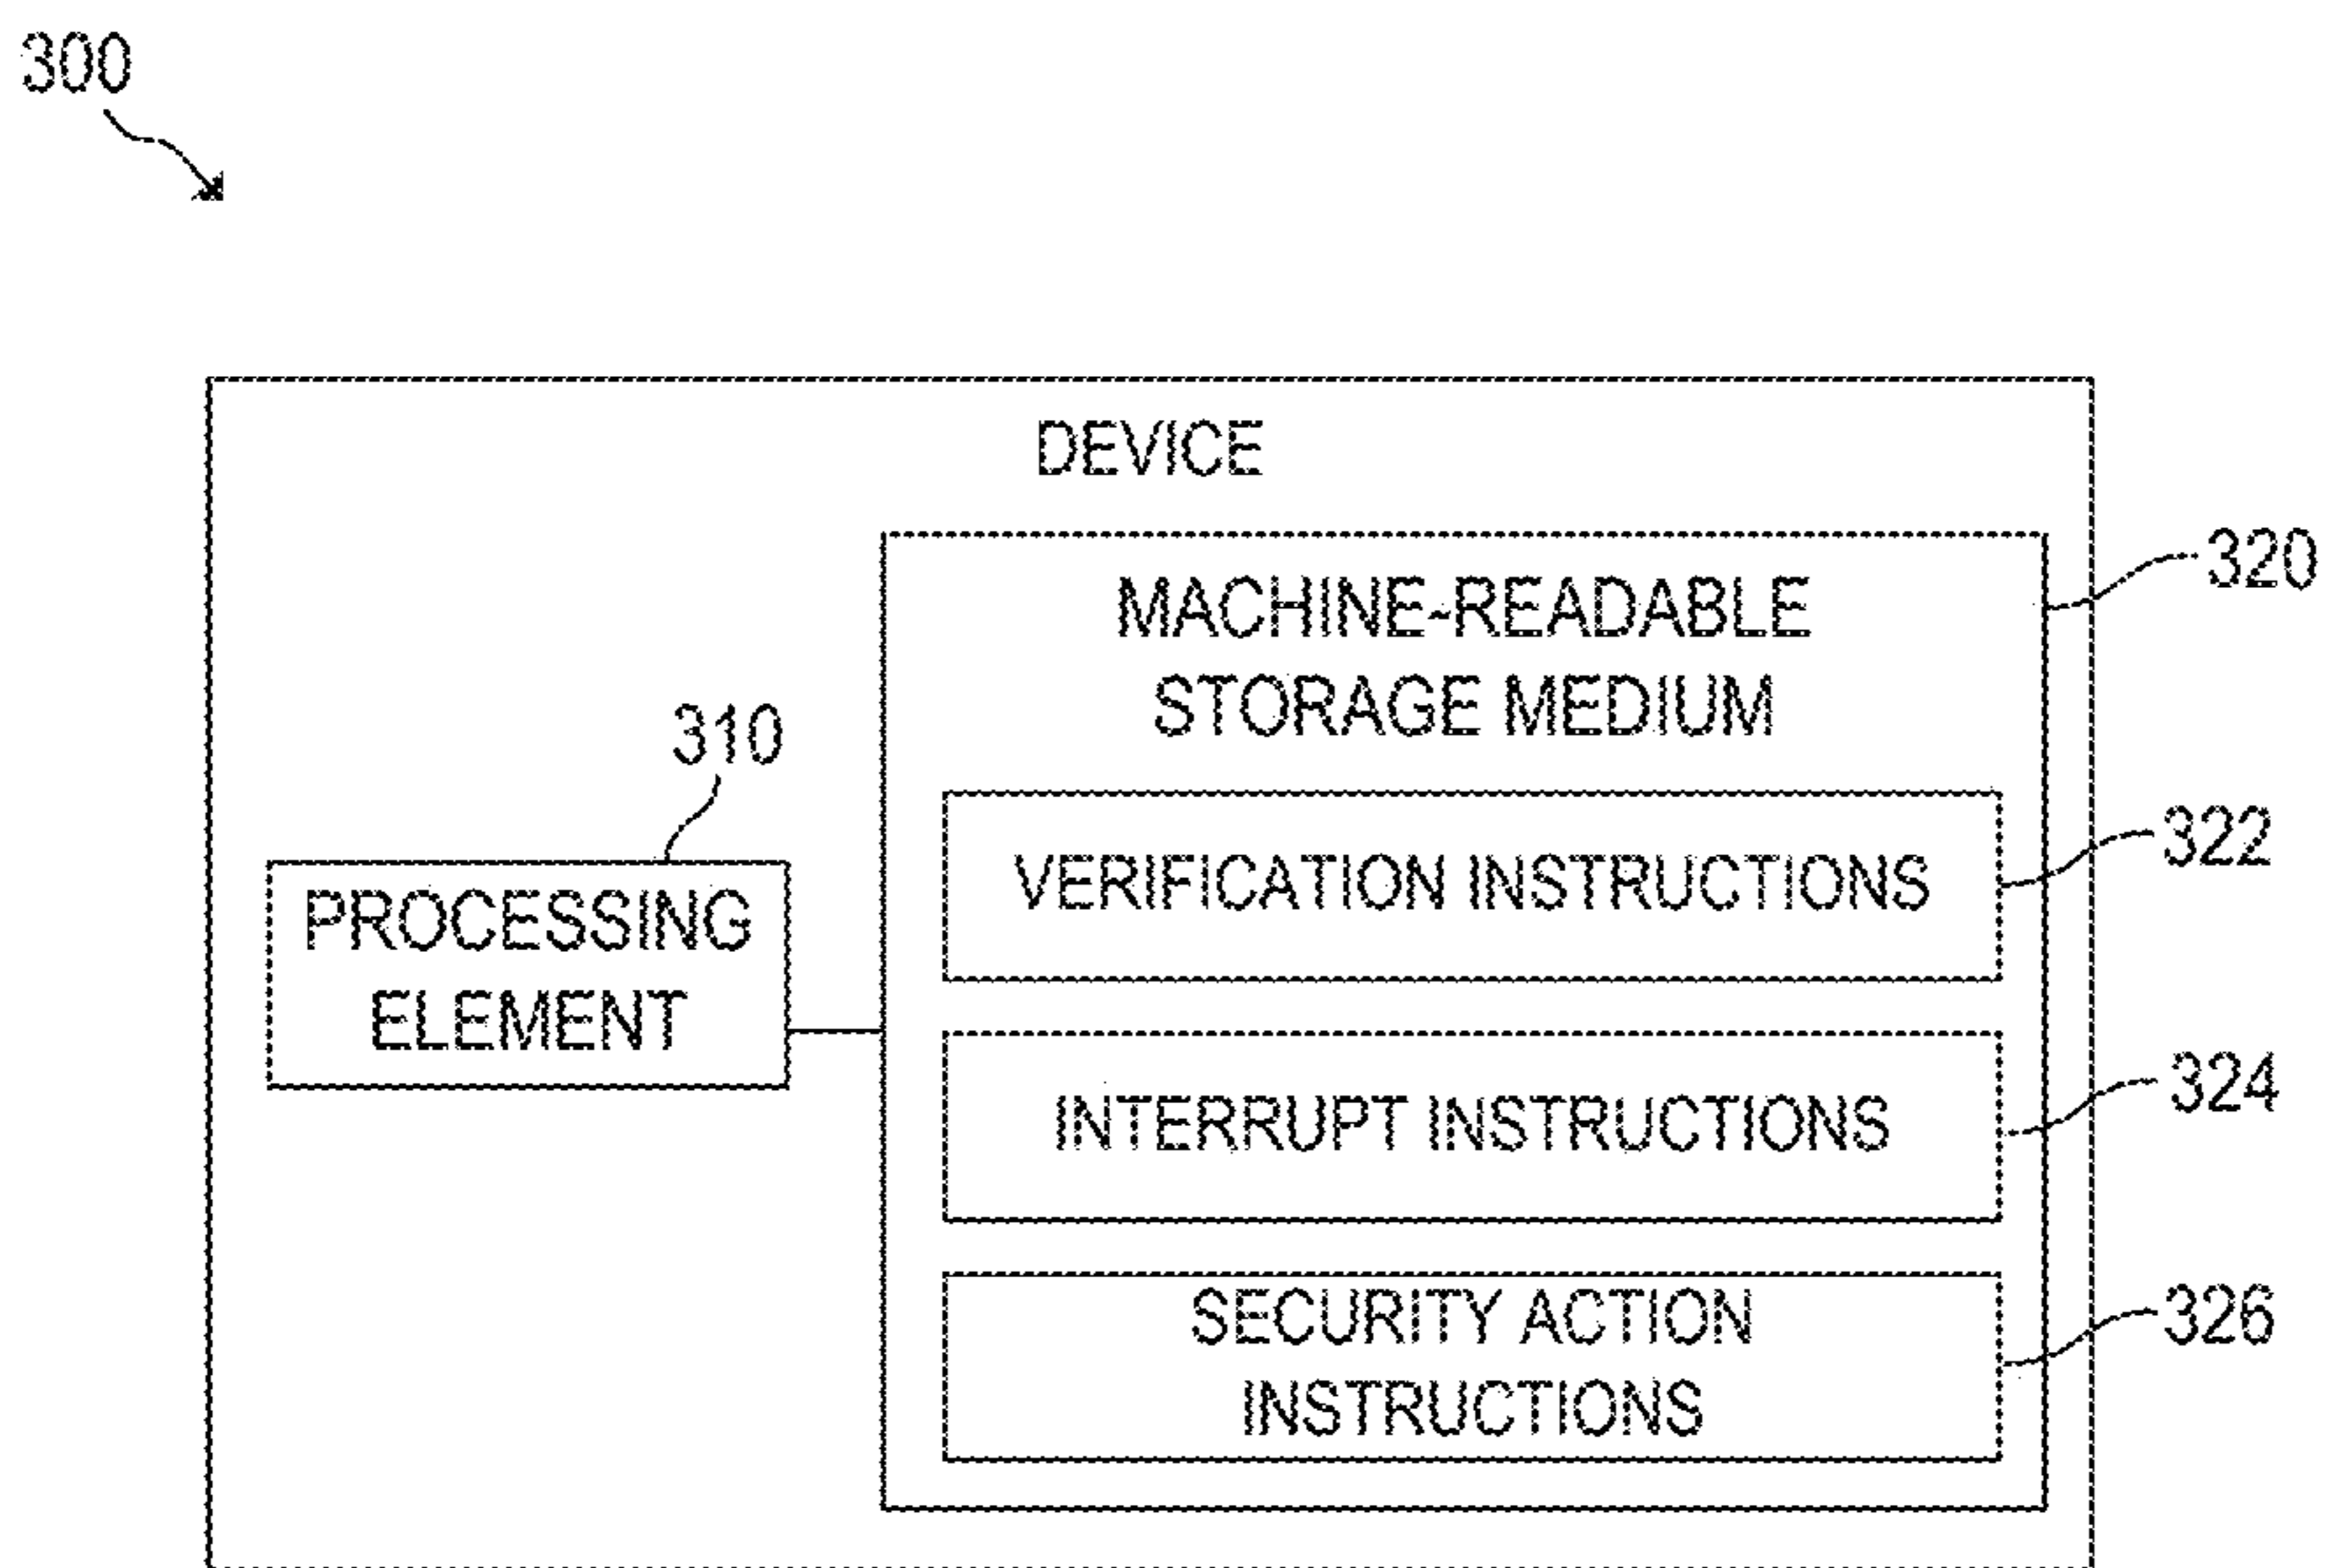 300
DEVICE
320
MACHINE-READABLE
STORAGE MEDIUM
310
322
VERIFICATION INSTRUCTIONS
PROCESSING
ELEMENT
324
INTERRUPT INSTRUCTIONS
326
SECURITY ACTION
INSTRUCTIONS